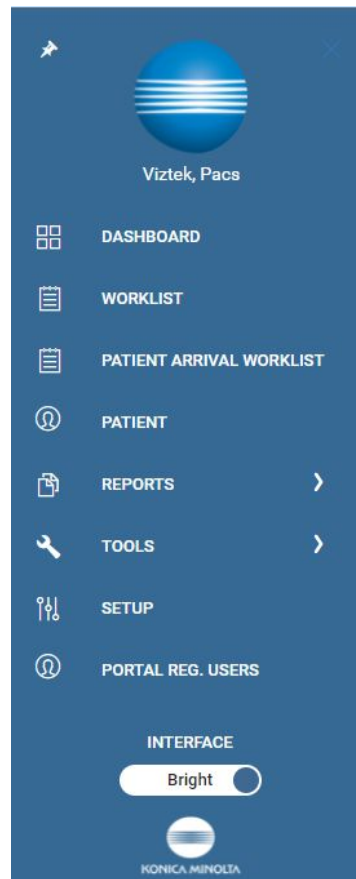 Viztek, Pacs
DASHBOARD
WORKLIST
PATIENT ARRIVAL WORKLIST
PATIENT
REPORTS
TOOLS
SETUP
PORTAL REG. USERS
INTERFACE
Bright
KONICA MINOLTA